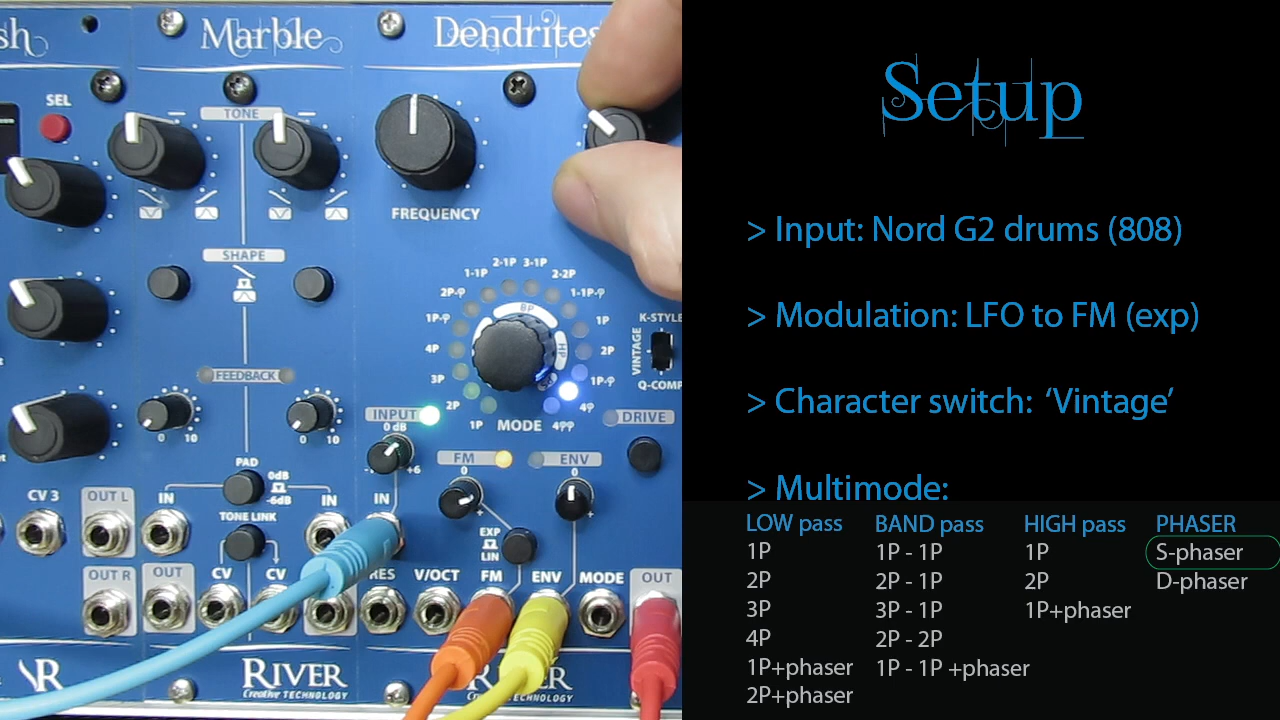 sh
Marble
Dendrites
SEL
TONE
FREQUENCY
SHAPE
2-1P 3-1P
1-1P 2-2P
2P-φ 1-1P-φ
1P-φ 1P
4P 2P
3P 1P-φ
2P 4φ
1P 4φφ
BP
HP
MODE
K-STYLE
VINTAGE
Q-COMP
FEEDBACK
0 10
0 10
INPUT
0 dB
+6
DRIVE
FM
0
+
ENV
0
+
PAD
0dB
-6dB
EXP
LIN
CV 3
OUT L
IN
IN
IN
TONE LINK
OUT R
OUT
CV
CV
RES
V/OCT
FM
ENV
MODE
OUT
RIVER
Creative TECHNOLOGY
Setup
> Input: Nord G2 drums (808)
> Modulation: LFO to FM (exp)
> Character switch: ‘Vintage’
> Multimode:
LOW pass BAND pass HIGH pass PHASER
1P 1P - 1P 1P S-phaser
2P 2P - 1P 2P D-phaser
3P 3P - 1P 1P+phaser
4P 2P - 2P
1P+phaser 1P - 1P +phaser
2P+phaser